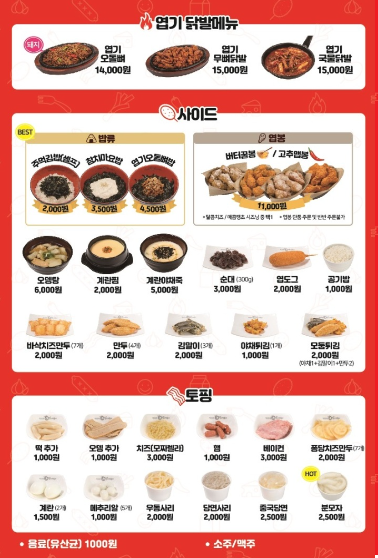 엽기 닭발메뉴
돼지
엽기
오돌뼈
14,000원
엽기
무뼈닭발
15,000원
엽기
국물닭발
15,000원
사이드
BEST
밥류
주먹김밥(셀프)
2,000원
참치마요밥
3,500원
엽기오돌뼈밥
4,500원
엽봉
버터갈릭봉 / 고추맵봉
11,000원
오뎅탕
6,000원
계란찜
2,000원
계란야채죽
5,000원
순대 (300g)
3,000원
엽도그
2,000원
공기밥
1,000원
바삭치즈만두 (7개)
2,000원
만두 (4개)
2,000원
김말이 (3개)
2,000원
야채튀김 (1개)
1,000원
모둠튀김
2,000원
(야채1+김말이1+만두2)
토핑
떡 추가
1,000원
오뎅 추가
1,000원
치즈(모짜렐라)
3,000원
햄
1,000원
베이컨
3,000원
퐁당치즈만두(7개)
2,000원
계란 (2개)
1,500원
메추리알 (5개)
1,000원
우동사리
2,000원
당면사리
2,000원
중국당면
2,500원
HOT
분모자
2,500원
• 음료(유산균) 1000원
• 소주/맥주